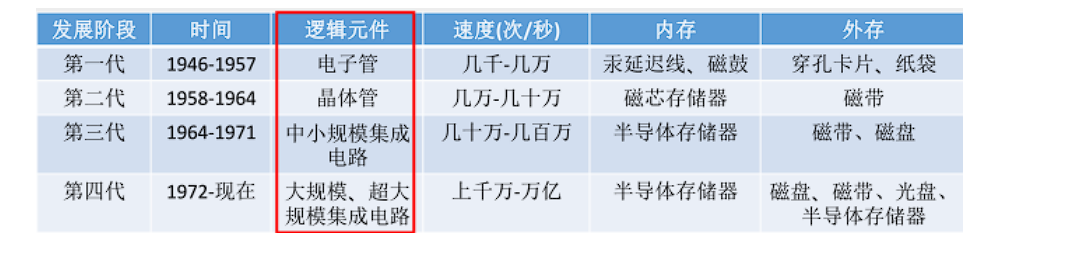 发展阶段 时间 逻辑元件 速度(次/秒) 内存 外存
第一代 1946-1957 电子管 几千-几万 汞延迟线、磁鼓 穿孔卡片、纸袋
第二代 1958-1964 晶体管 几万-几十万 磁芯存储器 磁带
第三代 1964-1971 中小规模集成 几十万-几百万 半导体存储器 磁带、磁盘
电路
第四代 1972-现在 大规模、超大 上千万-万亿 半导体存储器 磁盘、磁带、光盘、
规模集成电路 半导体存储器